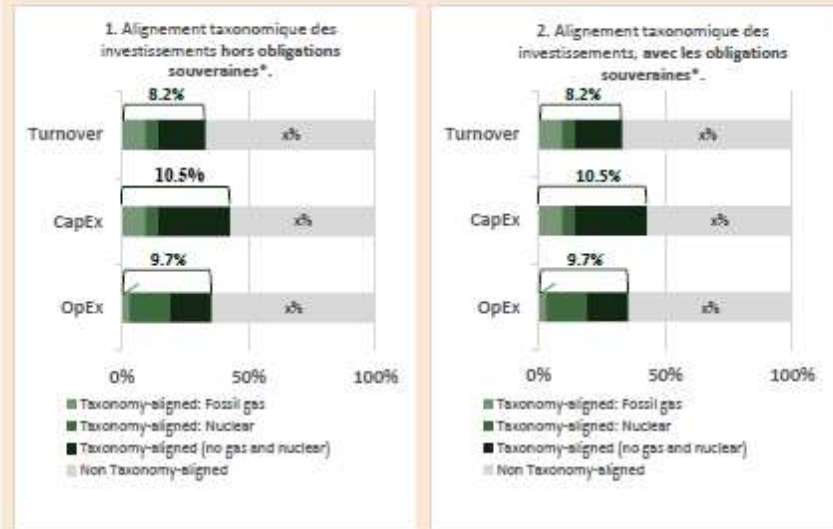 1. Alignement taxonomique des
investissements hors obligations
souveraines*.
8.2%
Turnover
x%
10.5%
CapEx
x%
9.7%
OpEx
x%
0%
50%
100%
Taxonomy-aligned: Fossil gas
Taxonomy-aligned: Nuclear
Taxonomy-aligned (no gas and nuclear)
Non Taxonomy-aligned
2. Alignement taxonomique des
investissements, avec les obligations
souveraines*.
8.2%
Turnover
x%
10.5%
CapEx
x%
9.7%
OpEx
x%
0%
50%
100%
Taxonomy-aligned: Fossil gas
Taxonomy-aligned: Nuclear
Taxonomy-aligned (no gas and nuclear)
Non Taxonomy-aligned